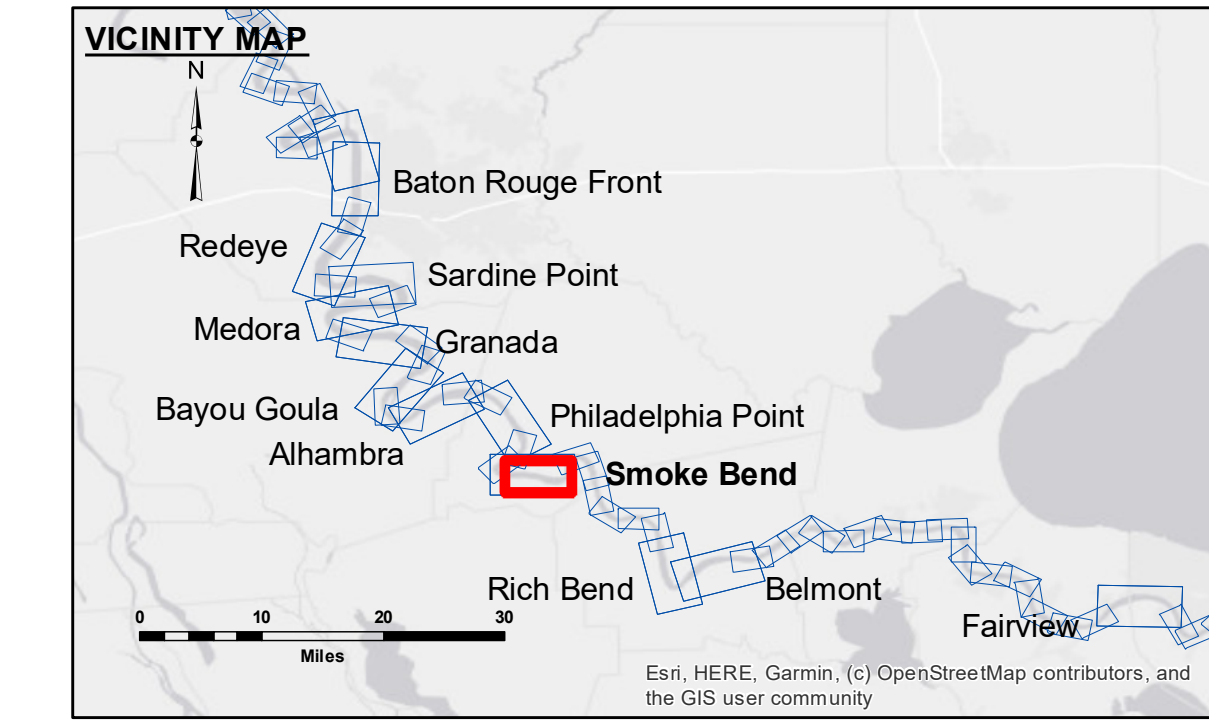 VICINITY MAP
N
Baton Rouge Front
Redeye
Sardine Point
Medora
Granada
Bayou Goula
Philadelphia Point
Alhambra
Smoke Bend
Rich Bend
Belmont
Fairview
0 10 20 30
Miles
Esri, HERE, Garmin, (c) OpenStreetMap contributors, and
the GIS user community